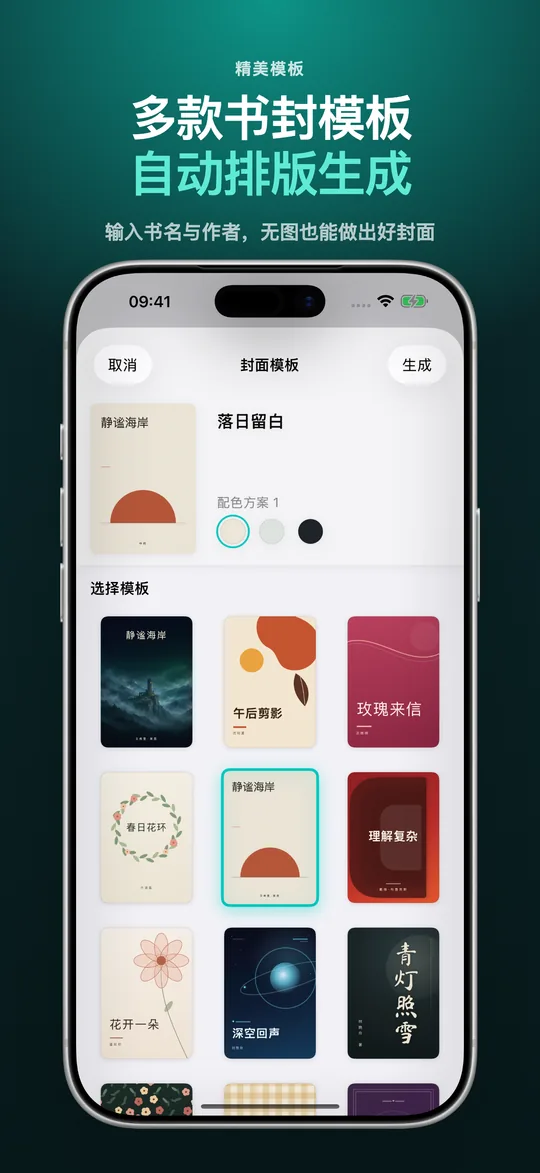 精美模板
多款书封模板
自动排版生成
输入书名与作者，无图也能做出好封面
09:41
取消
封面模板
生成
静谧海岸
落日留白
配色方案 1
选择模板
静谧海岸
午后剪影
玫瑰来信
春日花环
静谧海岸
理解复杂
花开一朵
深空回声
青灯照雪